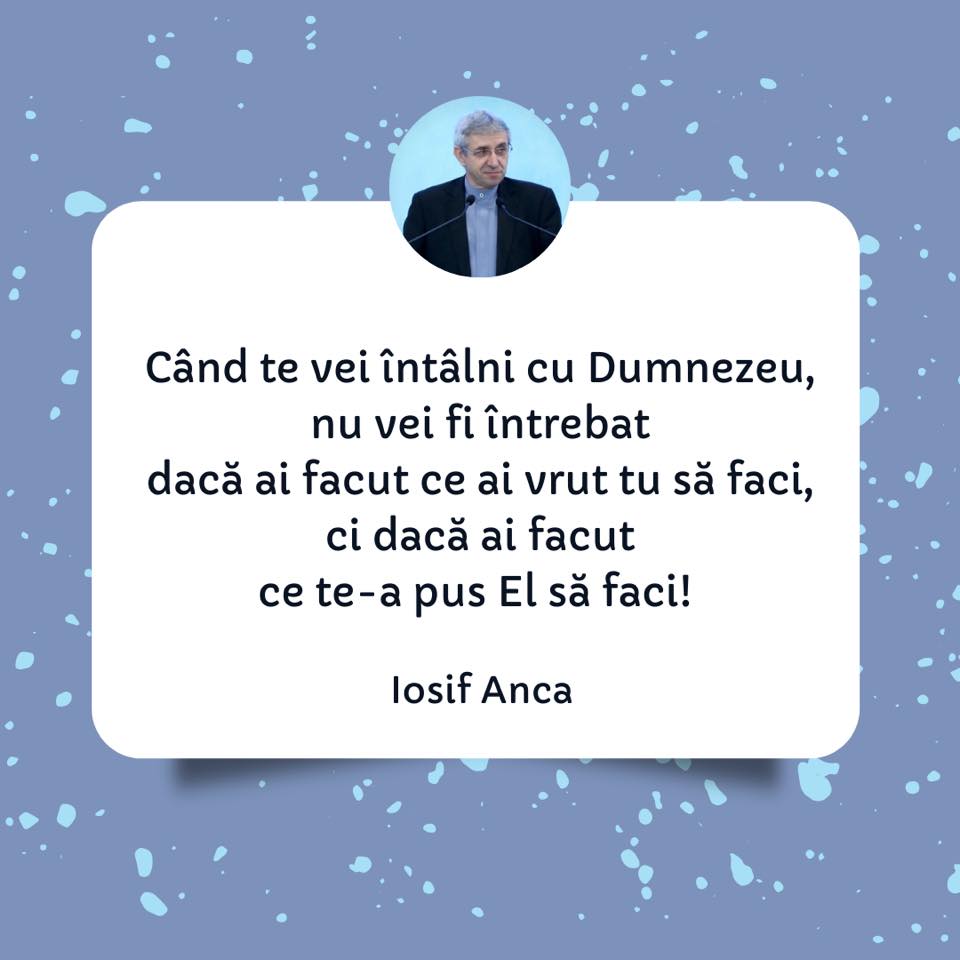 Când te vei întâlni cu Dumnezeu,
nu vei fi întrebat
dacă ai facut ce ai vrut tu să faci,
ci dacă ai facut
ce te-a pus El să faci!
Iosif Anca